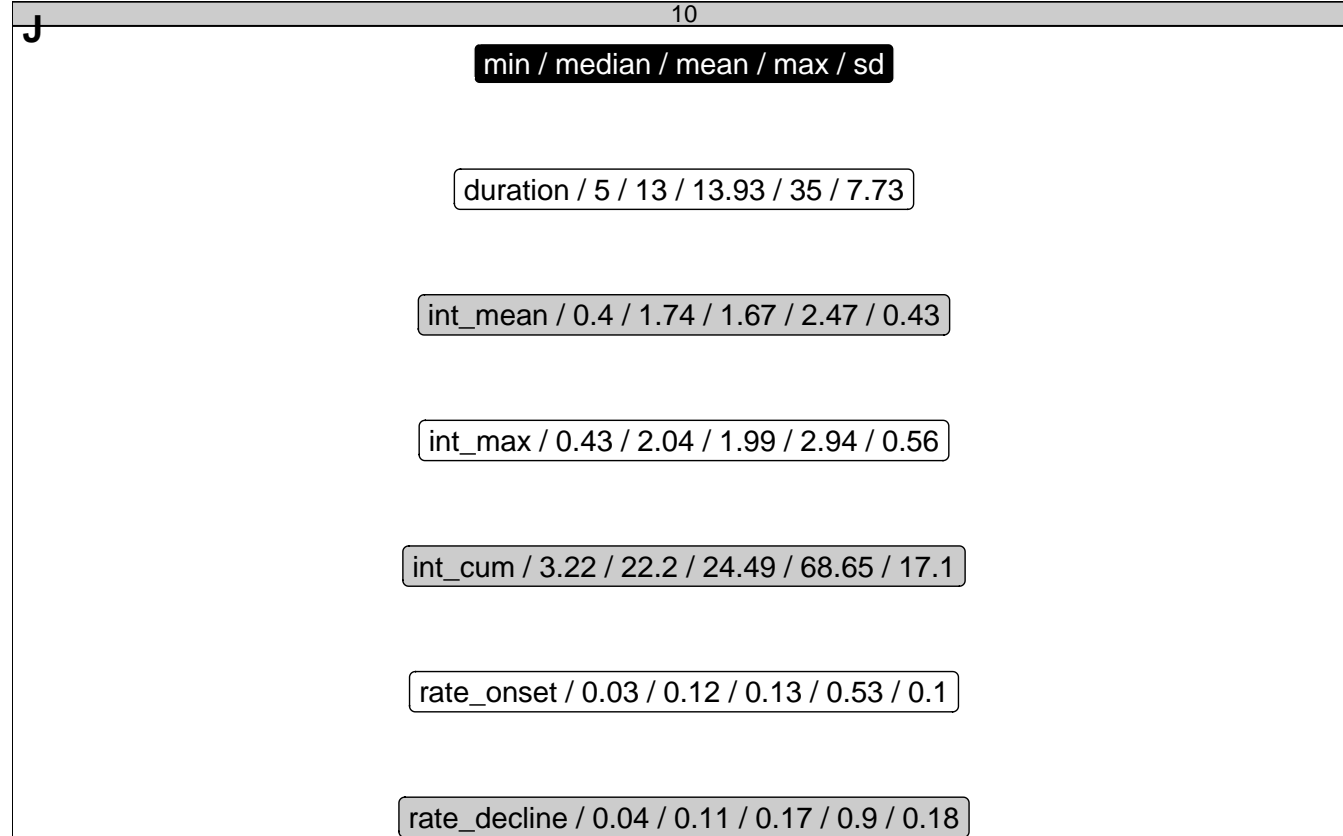 10
J
min / median / mean / max / sd
duration / 5 / 13 / 13.93 / 35 / 7.73
int_mean / 0.4 / 1.74 / 1.67 / 2.47 / 0.43
int_max / 0.43 / 2.04 / 1.99 / 2.94 / 0.56
int_cum / 3.22 / 22.2 / 24.49 / 68.65 / 17.1
rate_onset / 0.03 / 0.12 / 0.13 / 0.53 / 0.1
rate_decline / 0.04 / 0.11 / 0.17 / 0.9 / 0.18